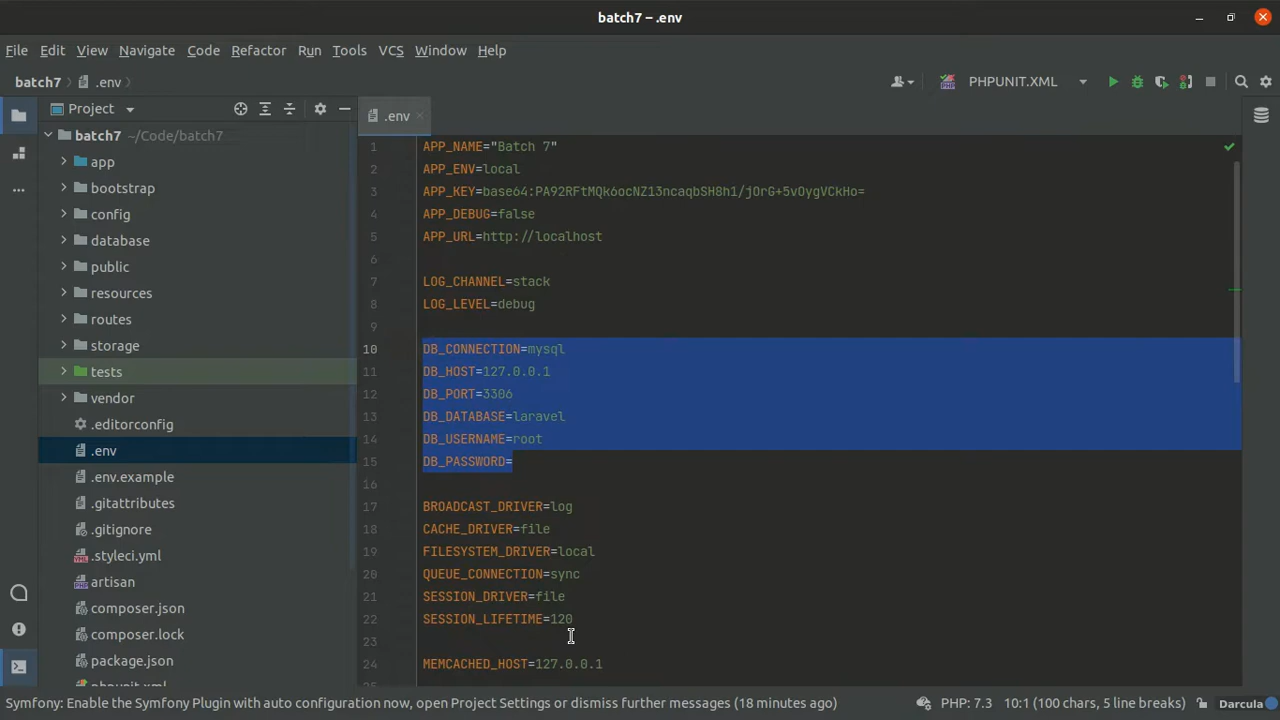 batch7 – .env
File Edit View Navigate Code Refactor Run Tools VCS Window Help
batch7 .env PHPUNIT.XML
Project .env
batch7 ~/Code/batch7
app
bootstrap
config
database
public
resources
routes
storage
tests
vendor
.editorconfig
.env
.env.example
.gitattributes
.gitignore
.styleci.yml
artisan
composer.json
composer.lock
package.json
phpunit.xml
1 APP_NAME="Batch 7"
2 APP_ENV=local
3 APP_KEY=base64:PA92RFtMQk6ocNZ13ncaqbSH8h1/jOrG+5vOygVCkHo=
4 APP_DEBUG=false
5 APP_URL=http://localhost
6
7 LOG_CHANNEL=stack
8 LOG_LEVEL=debug
9
10 DB_CONNECTION=mysql
11 DB_HOST=127.0.0.1
12 DB_PORT=3306
13 DB_DATABASE=laravel
14 DB_USERNAME=root
15 DB_PASSWORD=
16
17 BROADCAST_DRIVER=log
18 CACHE_DRIVER=file
19 FILESYSTEM_DRIVER=local
20 QUEUE_CONNECTION=sync
21 SESSION_DRIVER=file
22 SESSION_LIFETIME=120
23
24 MEMCACHED_HOST=127.0.0.1
Symfony: Enable the Symfony Plugin with auto configuration now, open Project Settings or dismiss further messages (18 minutes ago) PHP: 7.3 10:1 (100 chars, 5 line breaks) Darcula